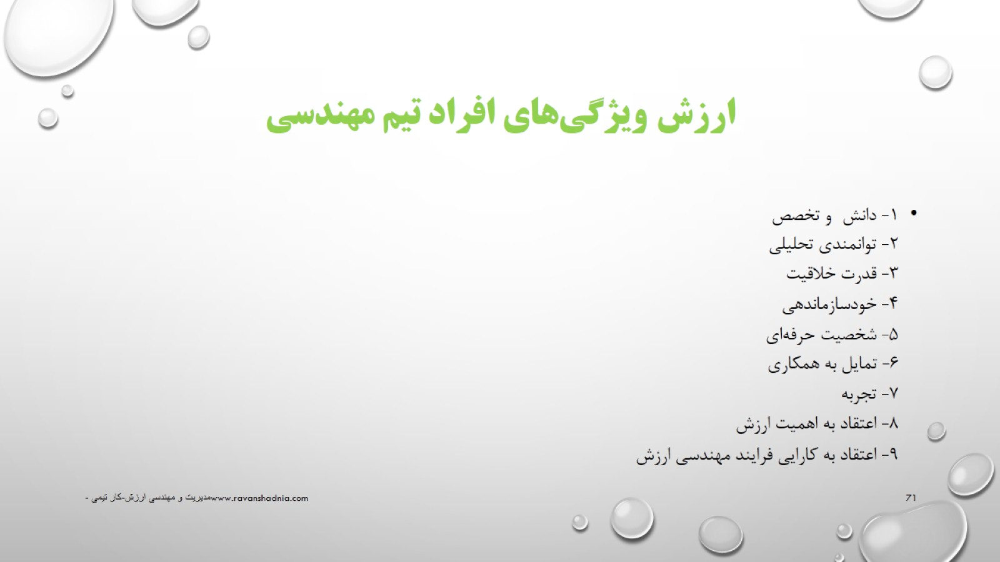 ارزش ویژگی‌های افراد تیم مهندسی
• ۱- دانش  و تخصص
۲- توانمندی تحلیلی
۳- قدرت خلاقیت
۴- خودسازماندهی
۵- شخصیت حرفه‌ای
۶- تمایل به همکاری
۷- تجربه
۸- اعتقاد به اهمیت ارزش
۹- اعتقاد به کارایی فرایند مهندسی ارزش
مدیریت و مهندسی ارزش-کار تیمی - www.ravanshadnia.com
71